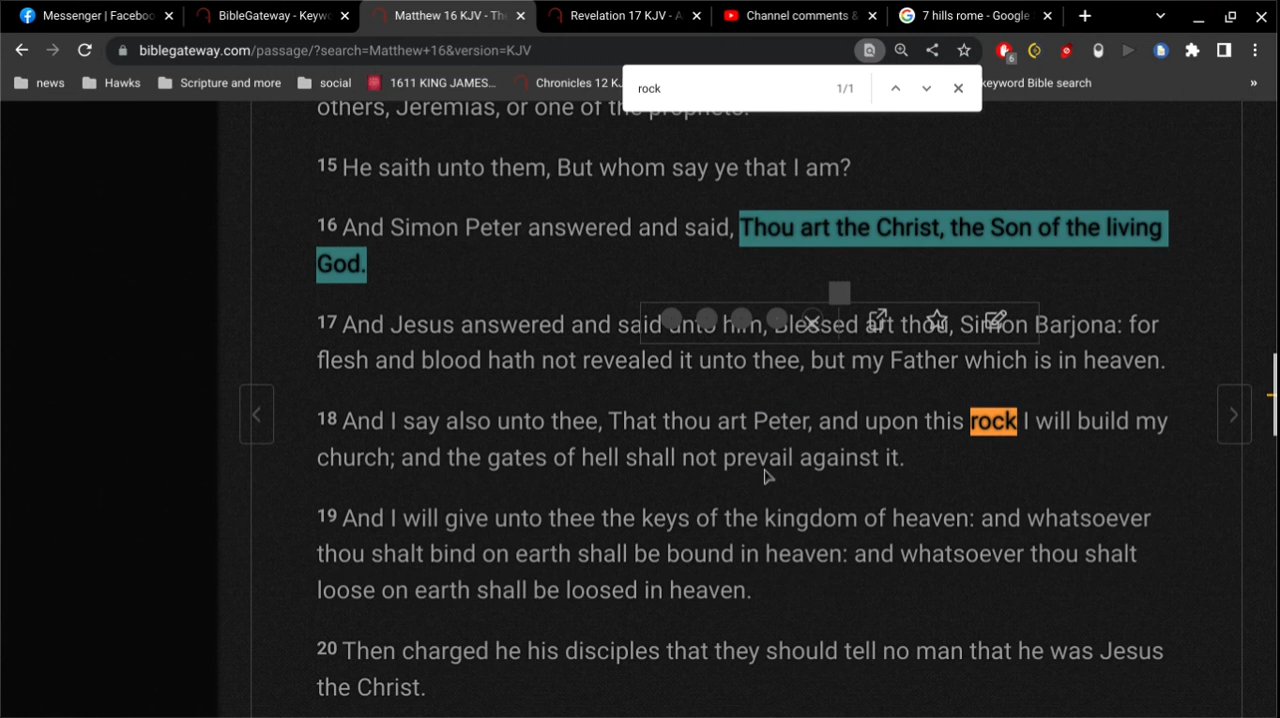 Messenger | Faceboo
BibleGateway - Keyw
Matthew 16 KJV - The
Revelation 17 KJV - A
Channel comments &
7 hills rome - Google
biblegateway.com/passage/?search=Matthew+16&version=KJV
6
news
Hawks
Scripture and more
social
1611 KING JAMES...
Chronicles 12 K
keyword Bible search
»
rock
1/1
others, Jeremias, or one of the prophets.
15 He saith unto them, But whom say ye that I am?
16 And Simon Peter answered and said, Thou art the Christ, the Son of the living
God.
17 And Jesus answered and said unto him, Blessed art thou, Simon Barjona: for
flesh and blood hath not revealed it unto thee, but my Father which is in heaven.
18 And I say also unto thee, That thou art Peter, and upon this rock I will build my
church; and the gates of hell shall not prevail against it.
19 And I will give unto thee the keys of the kingdom of heaven: and whatsoever
thou shalt bind on earth shall be bound in heaven: and whatsoever thou shalt
loose on earth shall be loosed in heaven.
20 Then charged he his disciples that they should tell no man that he was Jesus
the Christ.